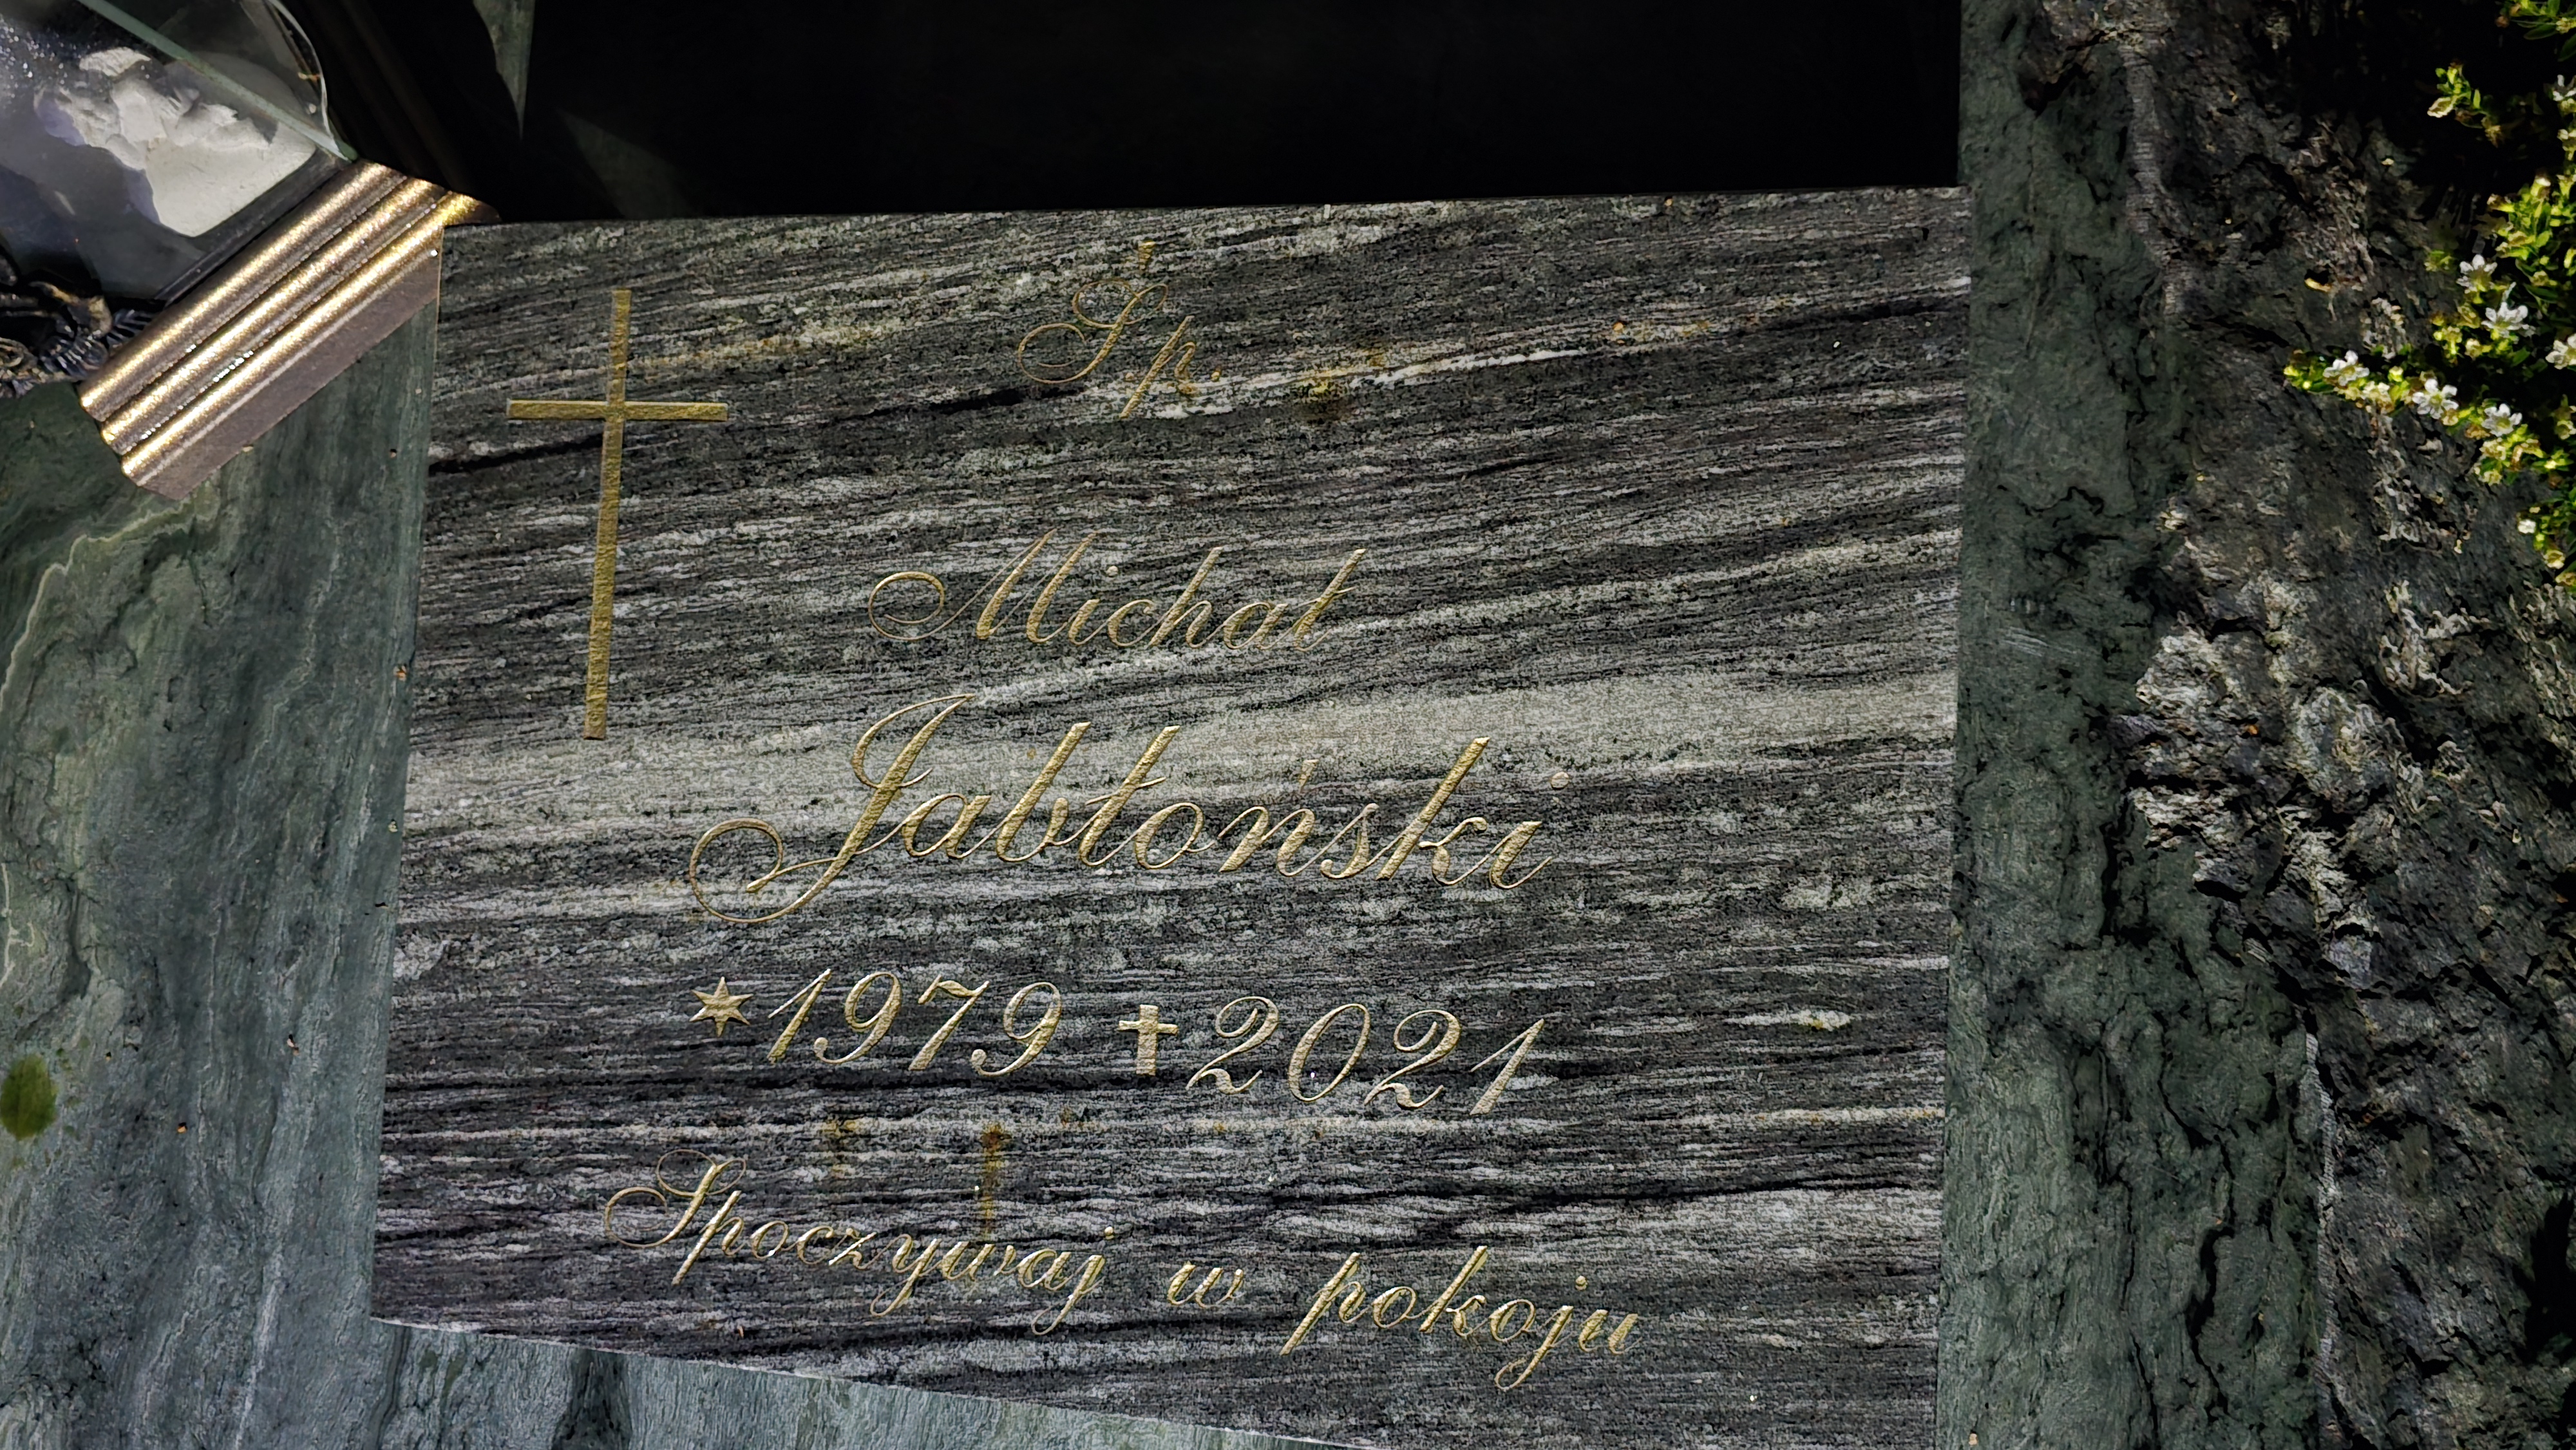 Ś.p.
Michał
Jabłoński
★1979 ✝2021
Spoczywaj w pokoju